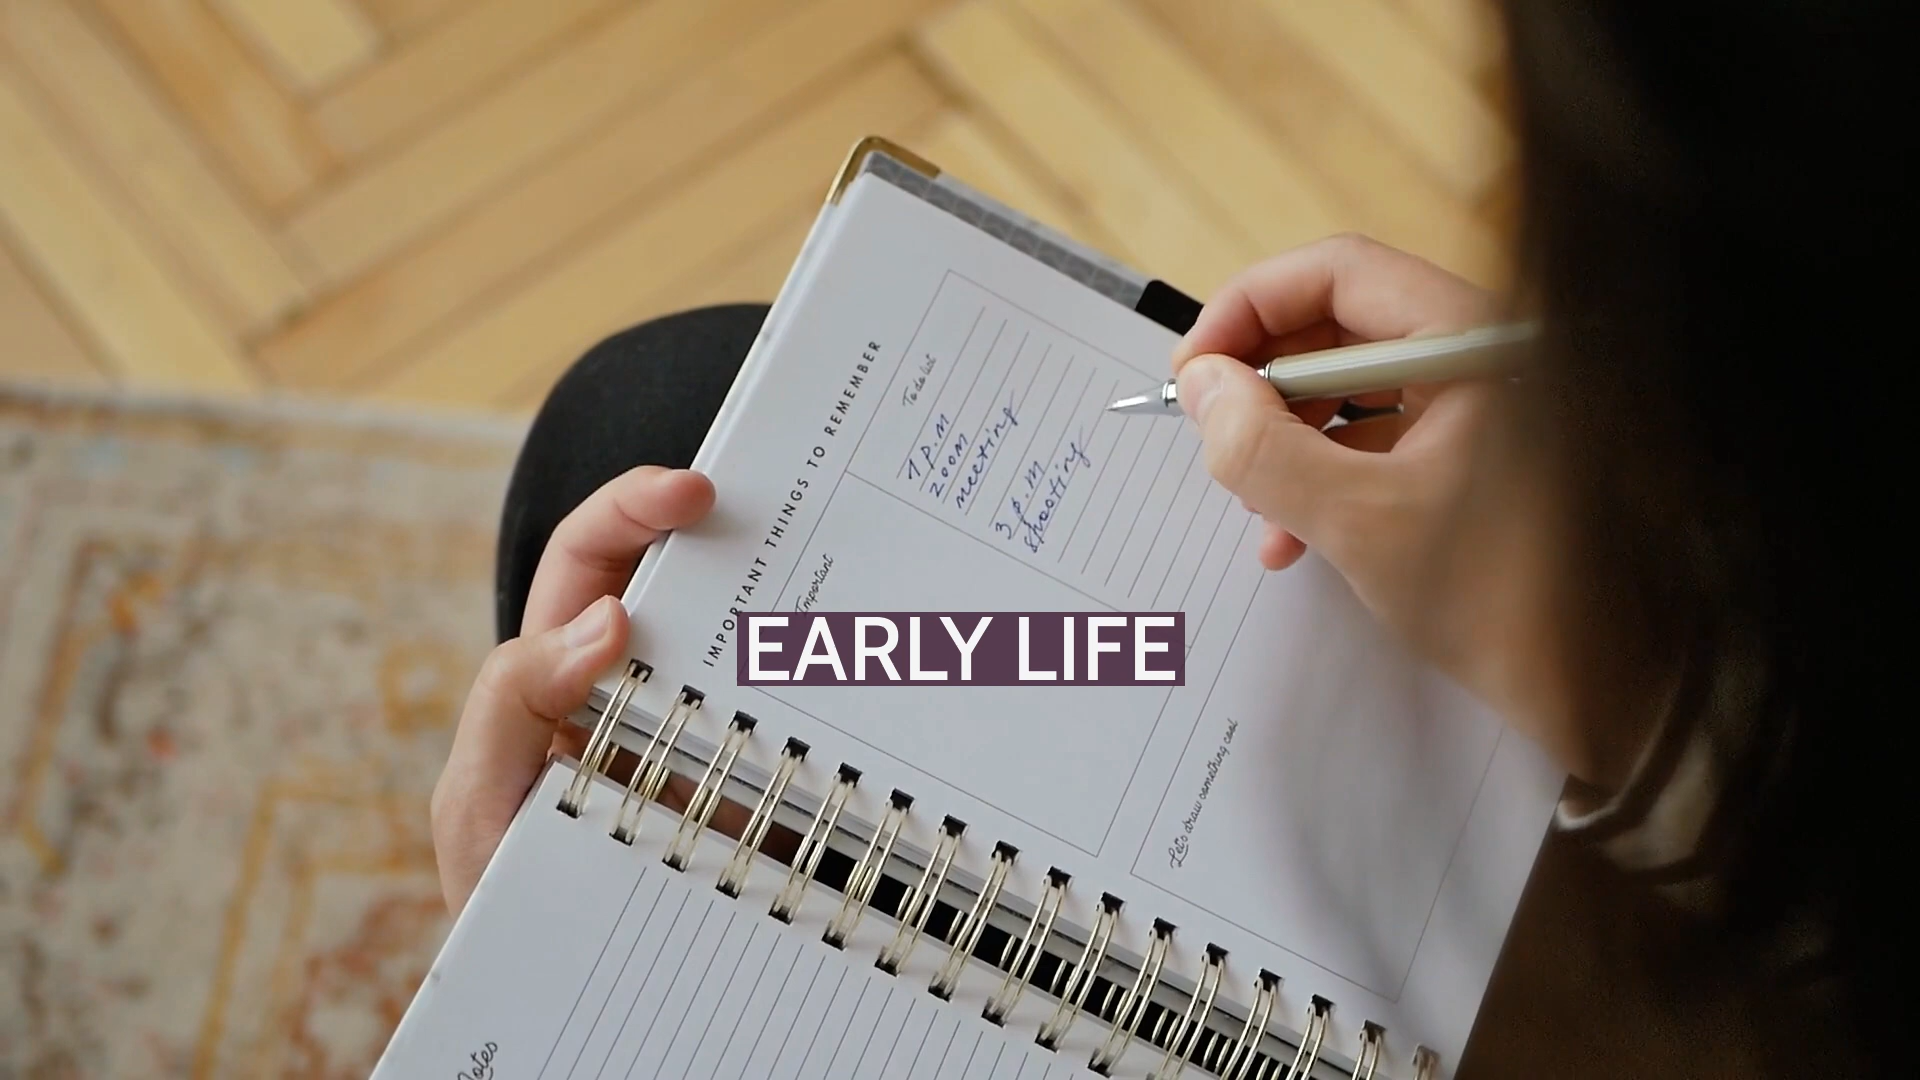 IMPORTANT THINGS TO REMEMBER
To do list
1 P.M
zoom
meeting
3 p.m
shooting
Important
EARLY LIFE
Let's draw something cool
Notes